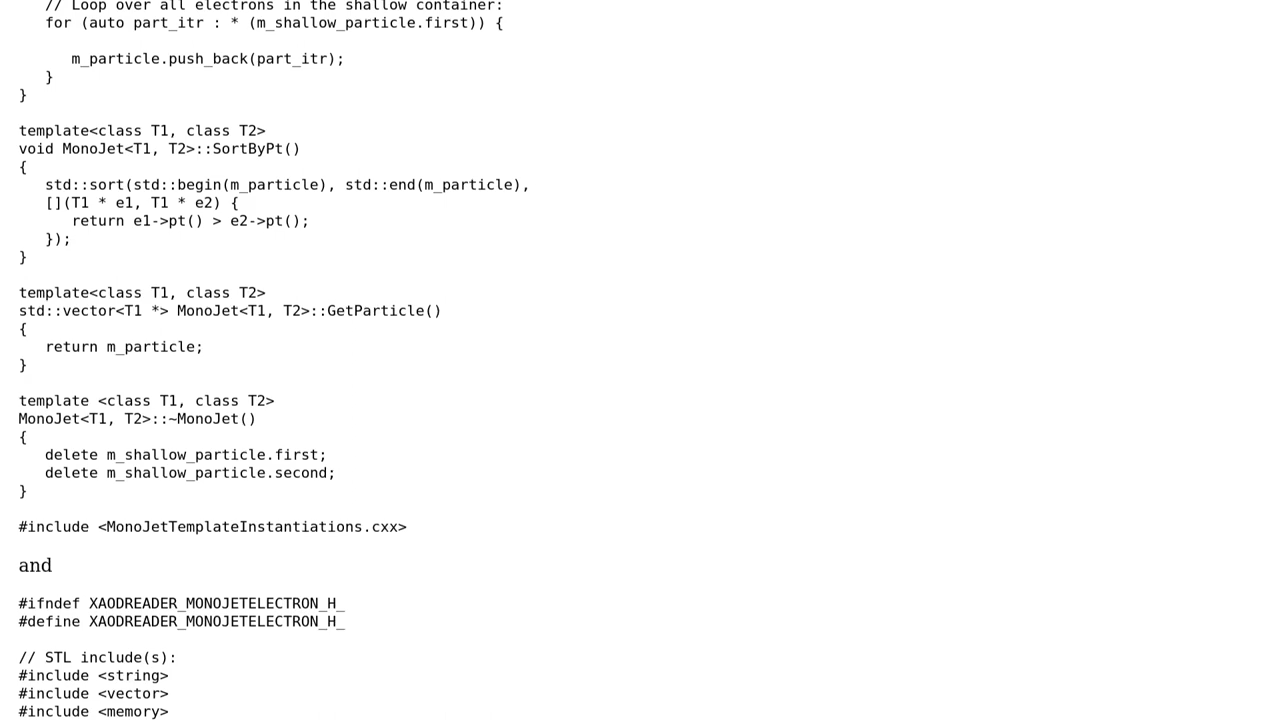 // Loop over all electrons in the shallow container:
for (auto part_itr : * (m_shallow_particle.first)) {
m_particle.push_back(part_itr);
}
}
template<class T1, class T2>
void MonoJet<T1, T2>::SortByPt()
{
std::sort(std::begin(m_particle), std::end(m_particle),
[](T1 * e1, T1 * e2) {
return e1->pt() > e2->pt();
});
}
template<class T1, class T2>
std::vector<T1 *> MonoJet<T1, T2>::GetParticle()
{
return m_particle;
}
template <class T1, class T2>
MonoJet<T1, T2>::~MonoJet()
{
delete m_shallow_particle.first;
delete m_shallow_particle.second;
}
#include <MonoJetTemplateInstantiations.cxx>
and
#ifndef XAODREADER_MONOJETELECTRON_H_
#define XAODREADER_MONOJETELECTRON_H_
// STL include(s):
#include <string>
#include <vector>
#include <memory>